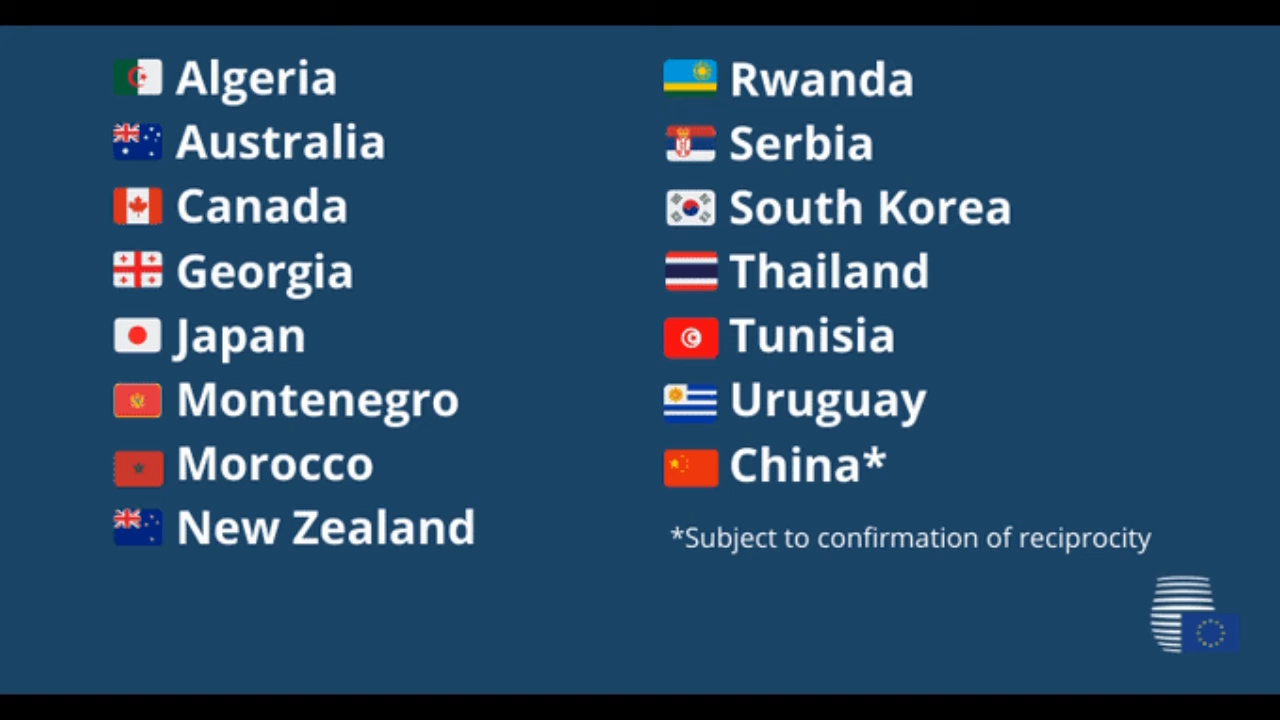 Algeria
Australia
Canada
Georgia
Japan
Montenegro
Morocco
New Zealand
Rwanda
Serbia
South Korea
Thailand
Tunisia
Uruguay
China*
*Subject to confirmation of reciprocity